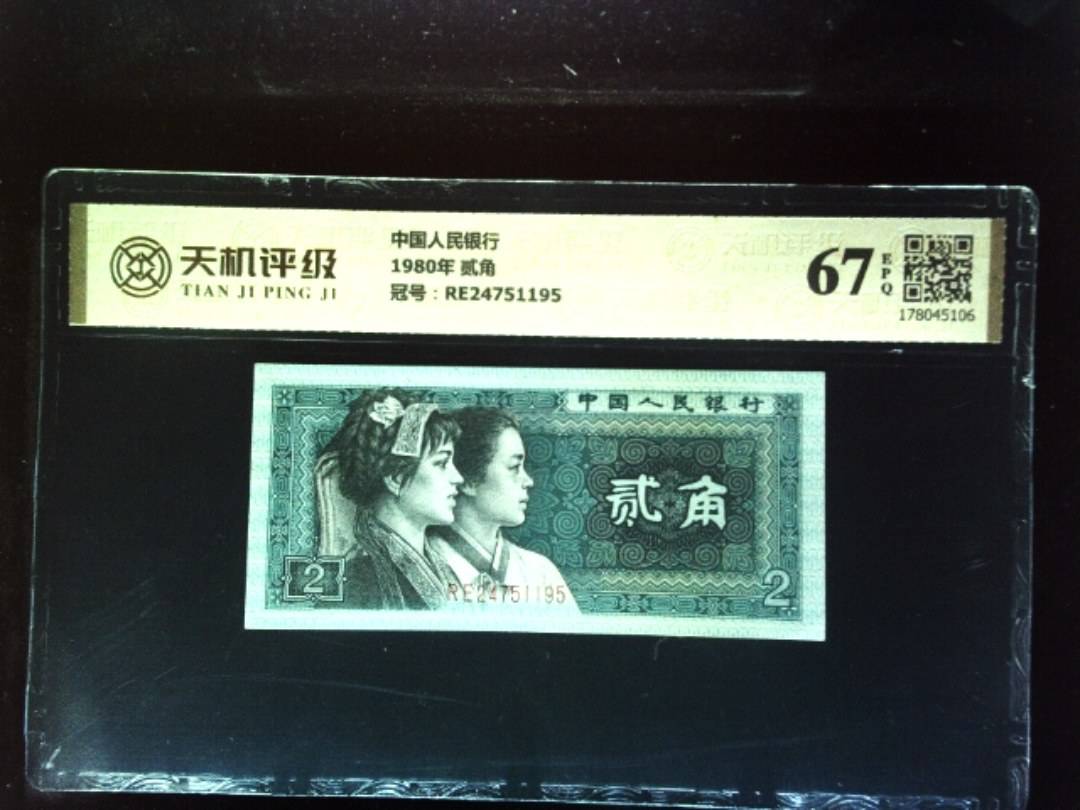 天机评级
TIAN JI PING JI
中国人民银行
1980年 贰角
冠号：RE24751195
67
EPQ
178045106
中国人民银行
贰角
2
RE24751195
2